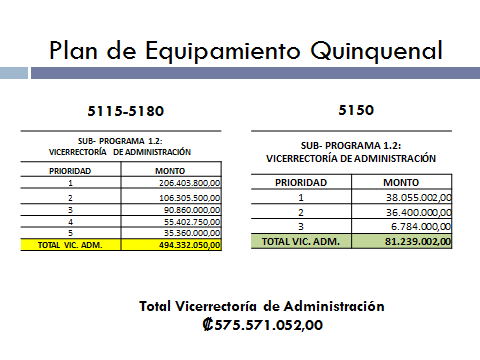 Plan de Equipamiento Quinquenal
5115-5180
SUB- PROGRAMA 1.2:
VICERRECTORÍA DE ADMINISTRACIÓN
PRIORIDAD MONTO
1 206.403.800,00
2 106.305.500,00
3 90.860.000,00
4 55.402.750,00
5 35.360.000,00
TOTAL VIC. ADM. 494.332.050,00
5150
SUB- PROGRAMA 1.2:
VICERRECTORÍA DE ADMINISTRACIÓN
PRIORIDAD MONTO
1 38.055.002,00
2 36.400.000,00
3 6.784.000,00
TOTAL VIC. ADM. 81.239.002,00
Total Vicerrectoría de Administración
₡575.571.052,00